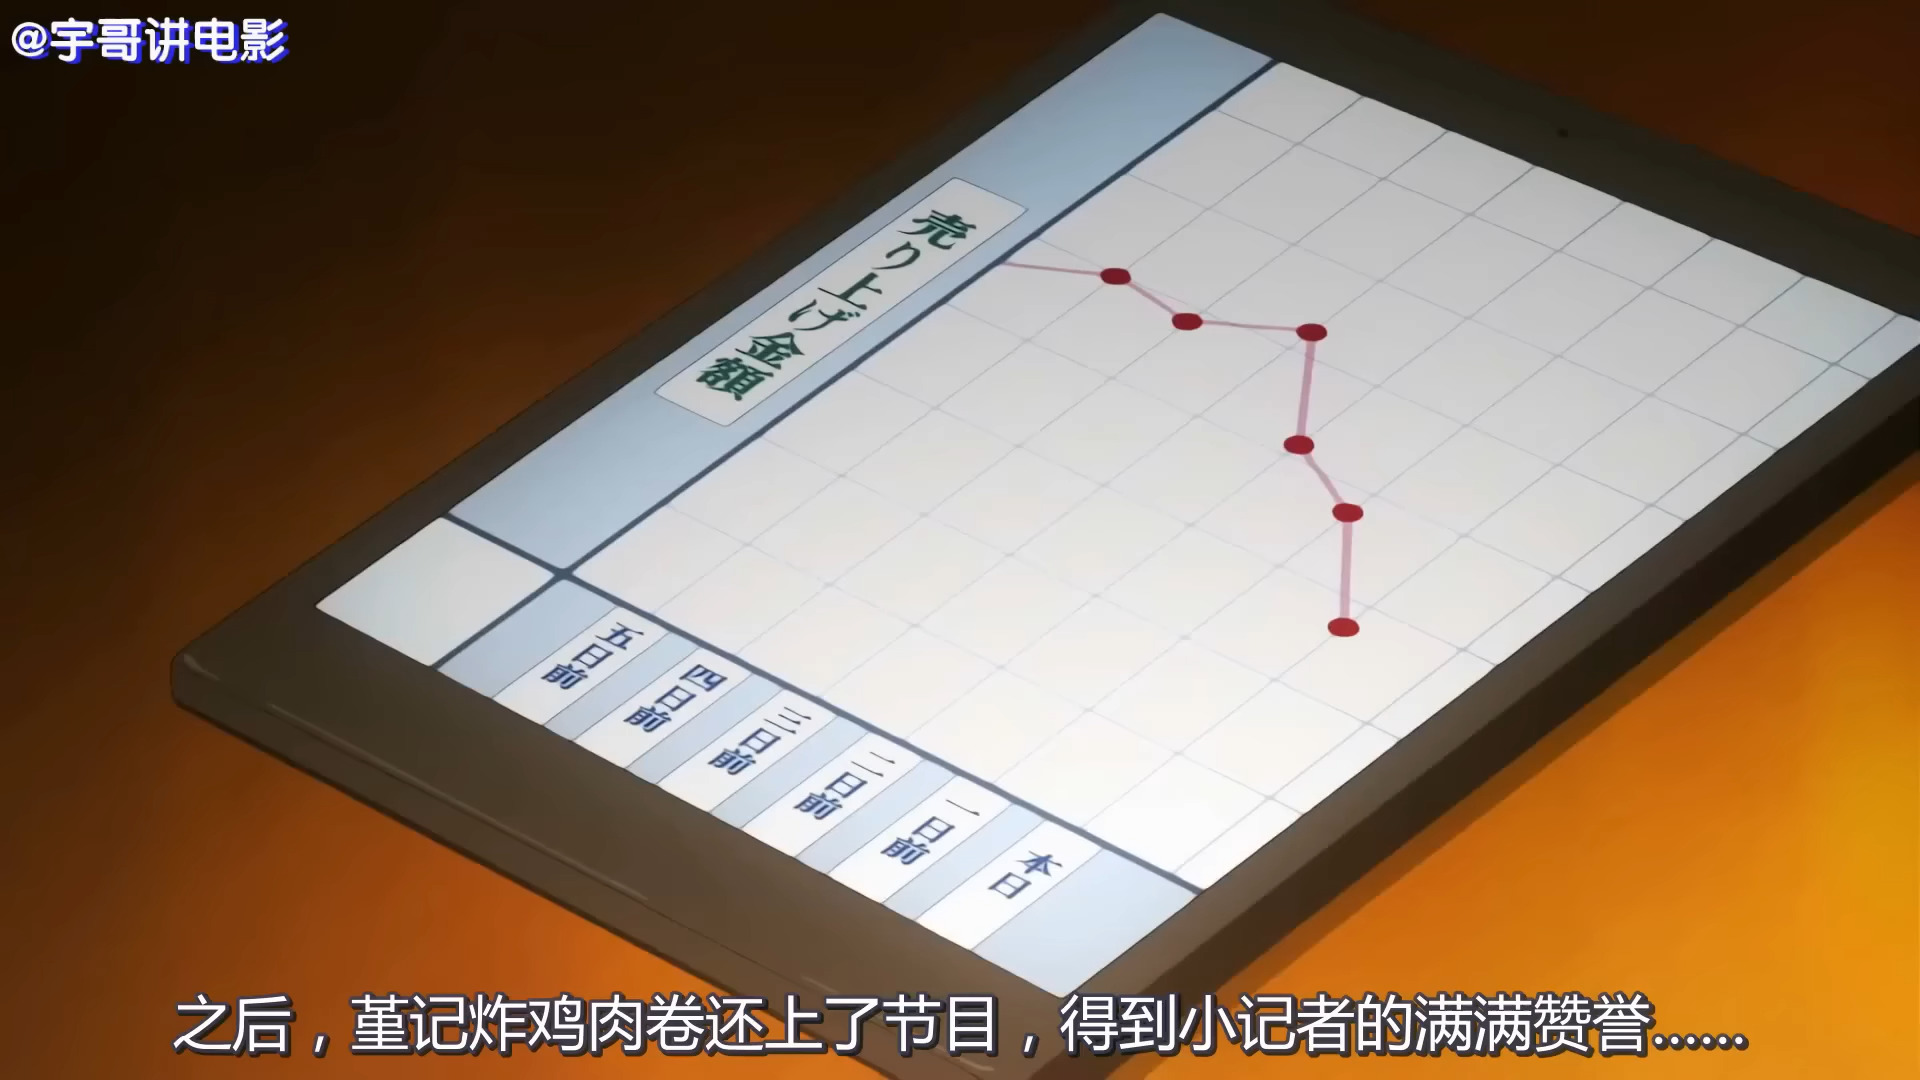 @宇哥讲电影
売り上げ金額
五日前
四日前
三日前
二日前
一日前
本日
之后，堇记炸鸡肉卷还上了节目，得到小记者的满满赞誉......